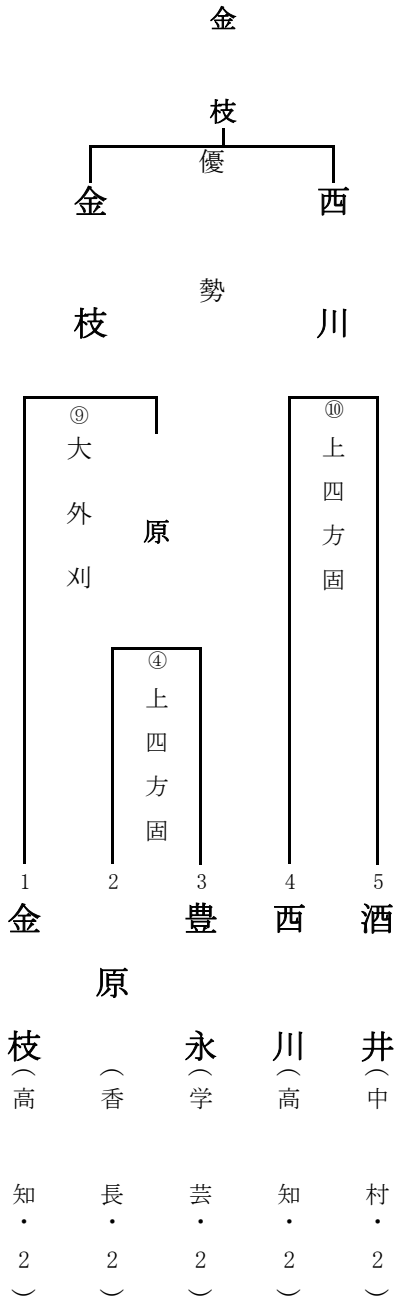 金枝
優勢
金枝
西川
⑨
大外刈
⑩
上四方固
原
④
上四方固
1
2
3
4
5
金枝
原
豊永
西川
酒井
（高知・2）
（香長・2）
（学芸・2）
（高知・2）
（中村・2）